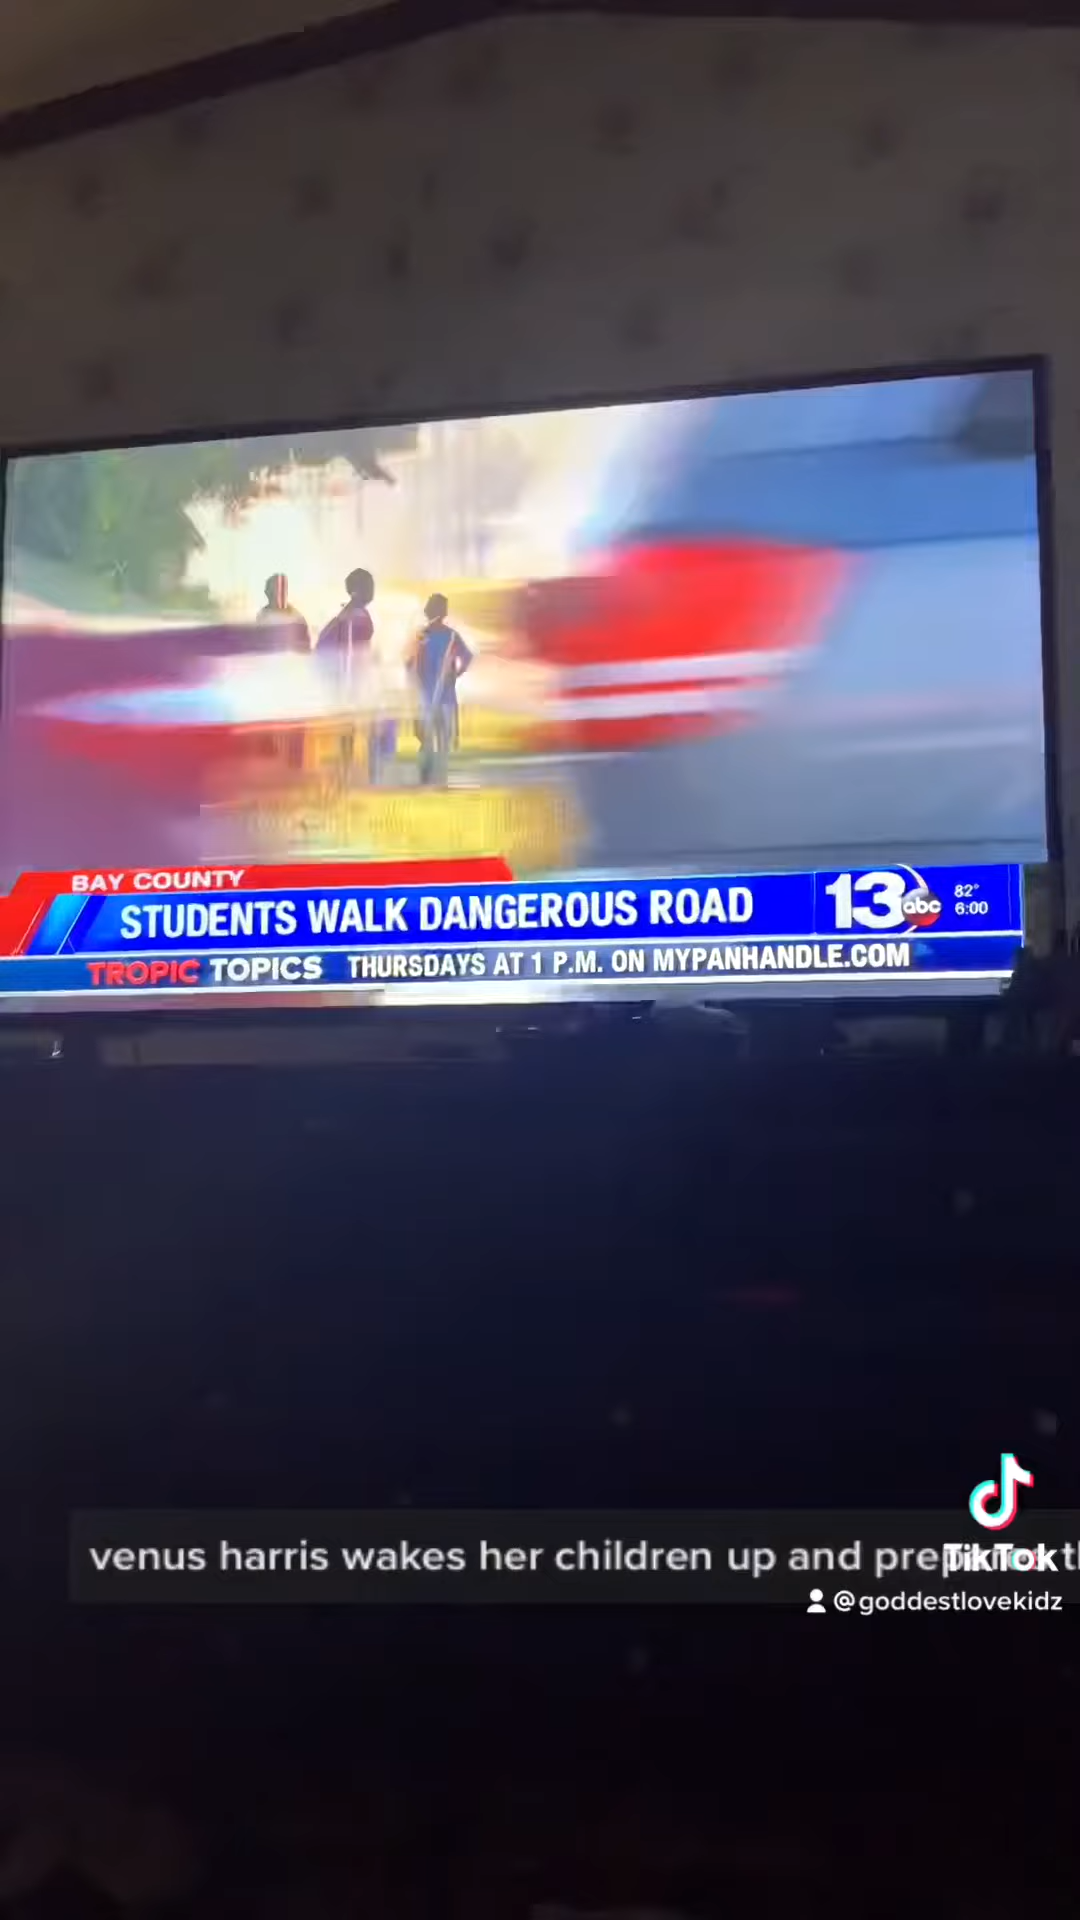 BAY COUNTY
STUDENTS WALK DANGEROUS ROAD
13 abc
82°
6:00
TROPIC TOPICS THURSDAYS AT 1 P.M. ON MYPANHANDLE.COM
venus harris wakes her children up and
TikTok
@goddestlovekidz